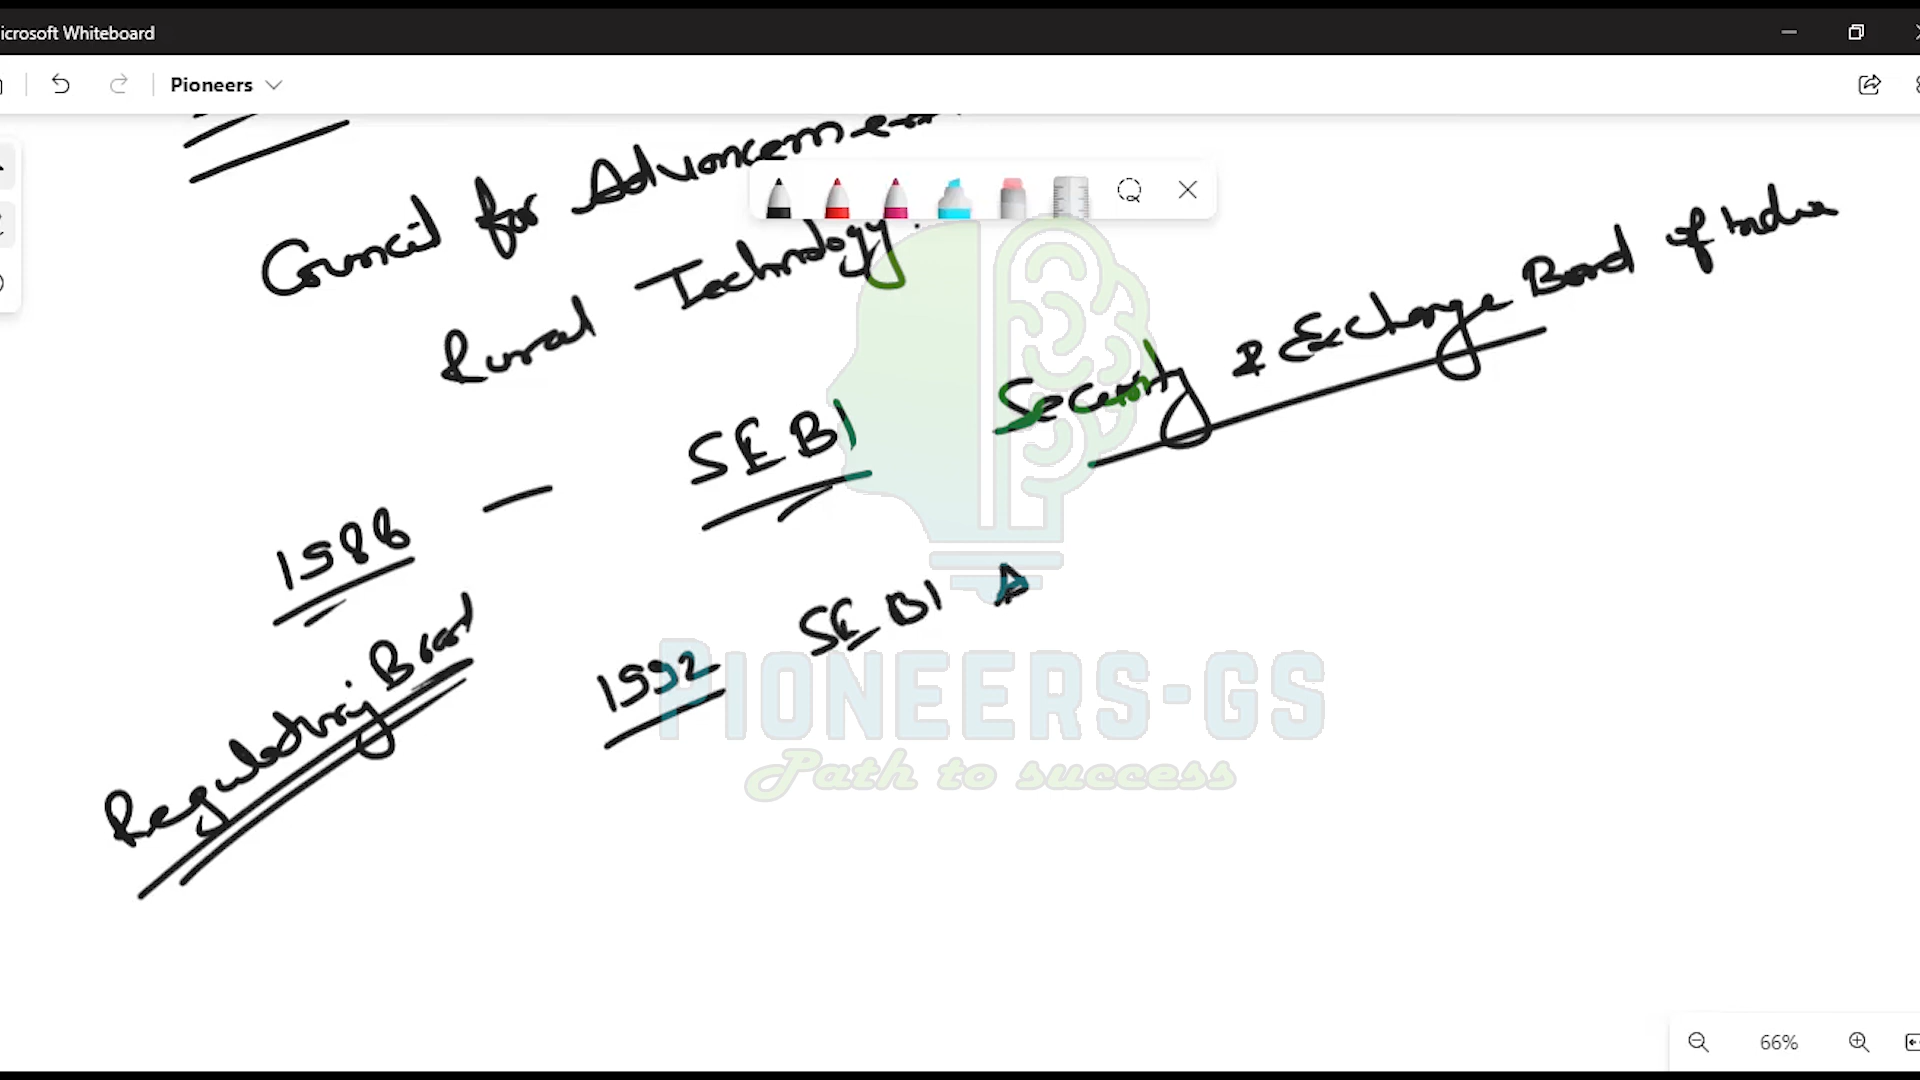 icrosoft Whiteboard
Pioneers
Council for Advancement
Rural Technology.
1988 — SEBI Security & Exchange Board of India
Regulatory Board
1992 SEBI A
PIONEERS-GS
Path to success
66%